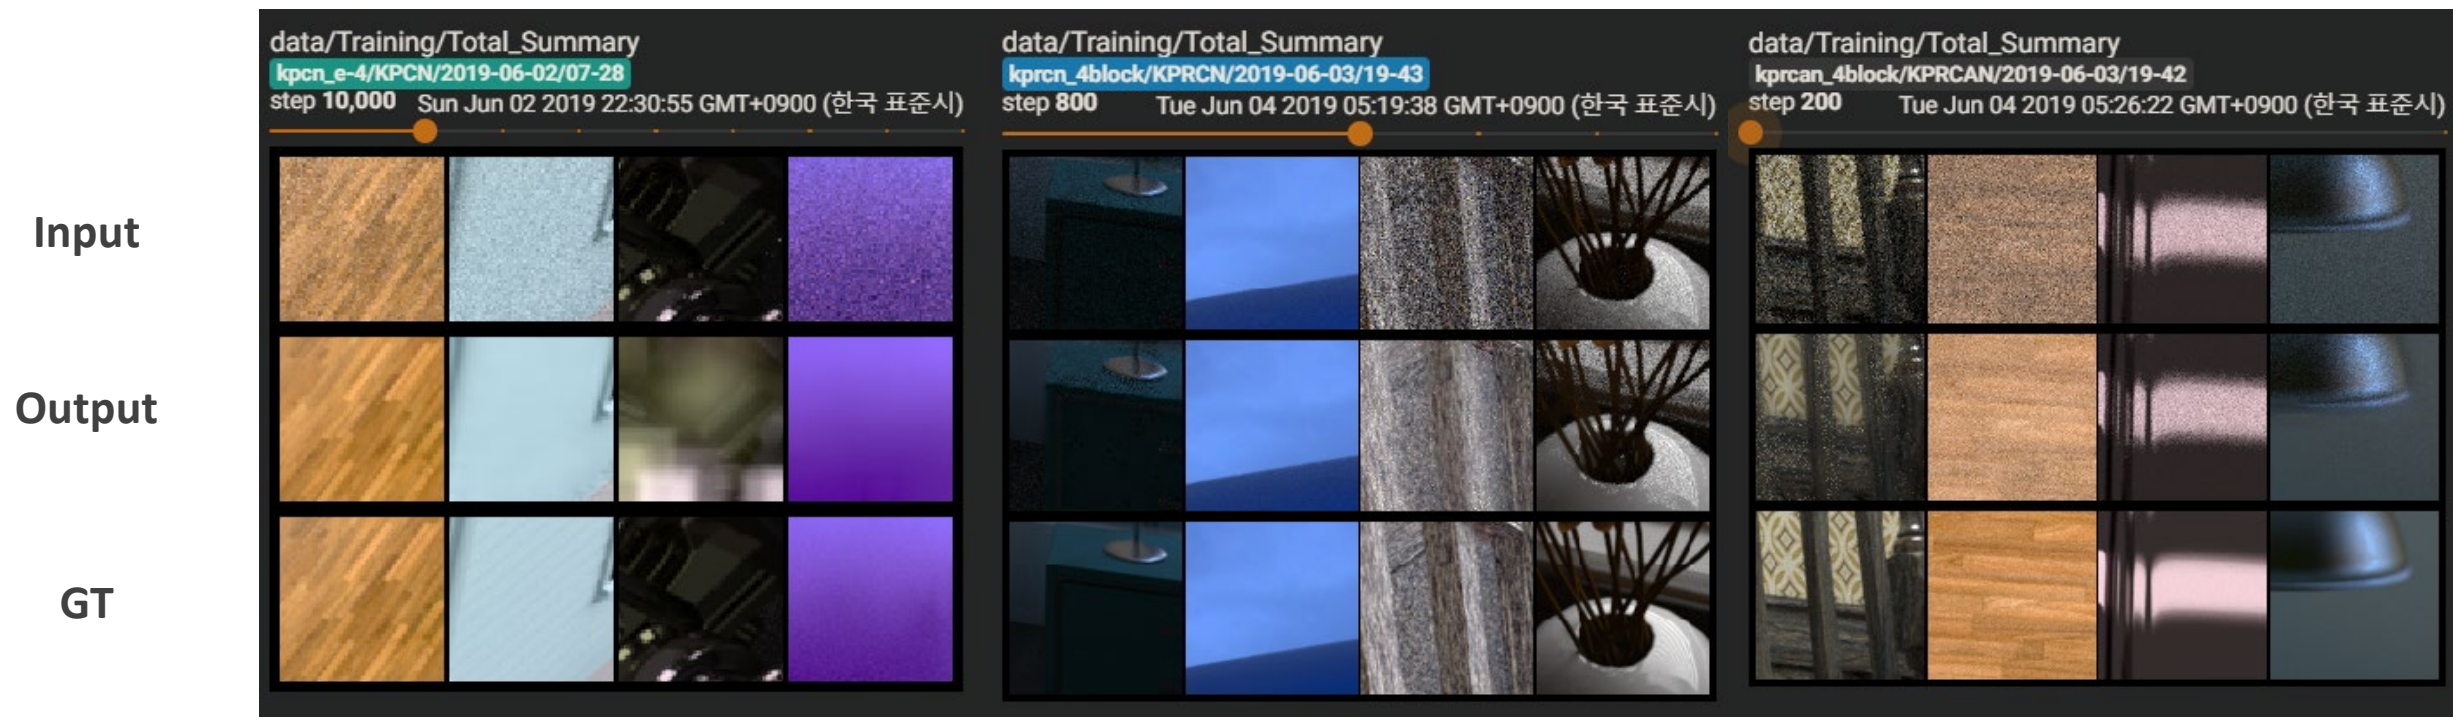 data/Training/Total_Summary
kpcn_e-4/KPCN/2019-06-02/07-28
step 10,000 Sun Jun 02 2019 22:30:55 GMT+0900 (한국 표준시)
data/Training/Total_Summary
kprcn_4block/KPRCN/2019-06-03/19-43
step 800 Tue Jun 04 2019 05:19:38 GMT+0900 (한국 표준시)
data/Training/Total_Summary
kprcan_4block/KPRCAN/2019-06-03/19-42
step 200 Tue Jun 04 2019 05:26:22 GMT+0900 (한국 표준시)
Input
Output
GT